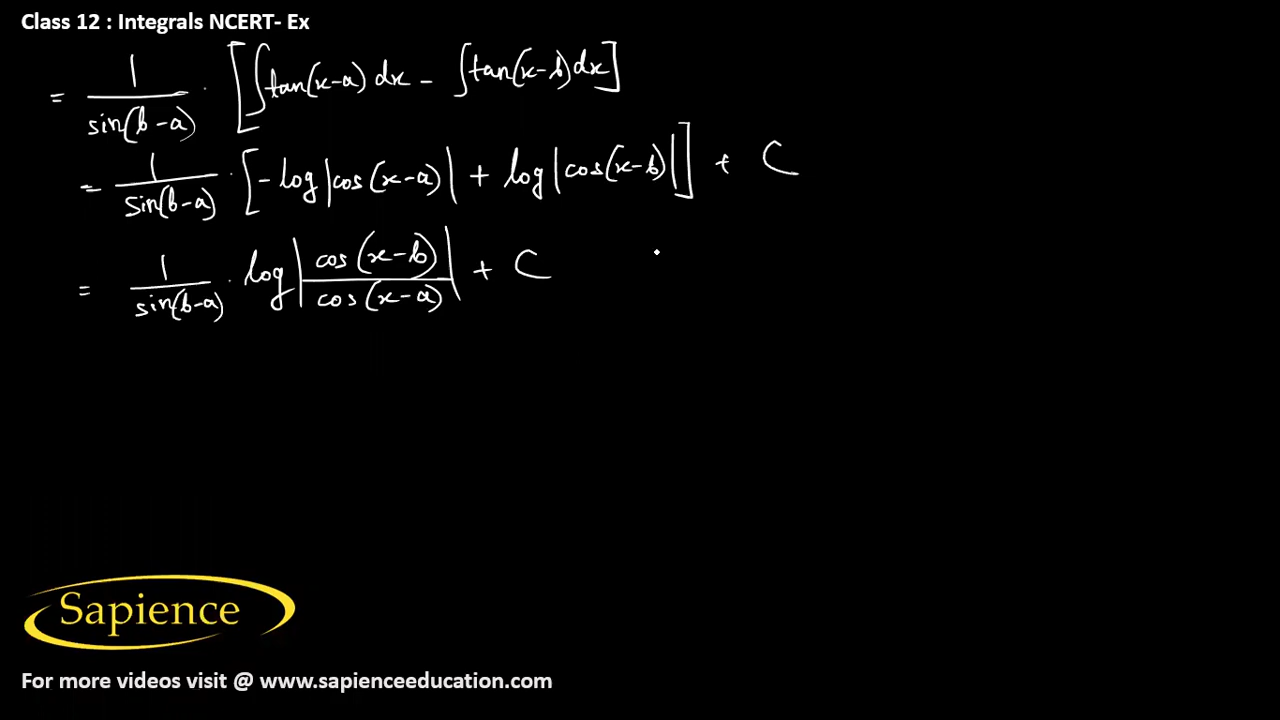 Class 12 : Integrals NCERT- Ex
= 1/sin(b-a) · [∫tan(x-a) dx - ∫tan(x-b) dx]
= 1/sin(b-a) · [-log|cos(x-a)| + log|cos(x-b)|] + C
= 1/sin(b-a) · log|cos(x-b)/cos(x-a)| + C
Sapience
For more videos visit @ www.sapienceeducation.com